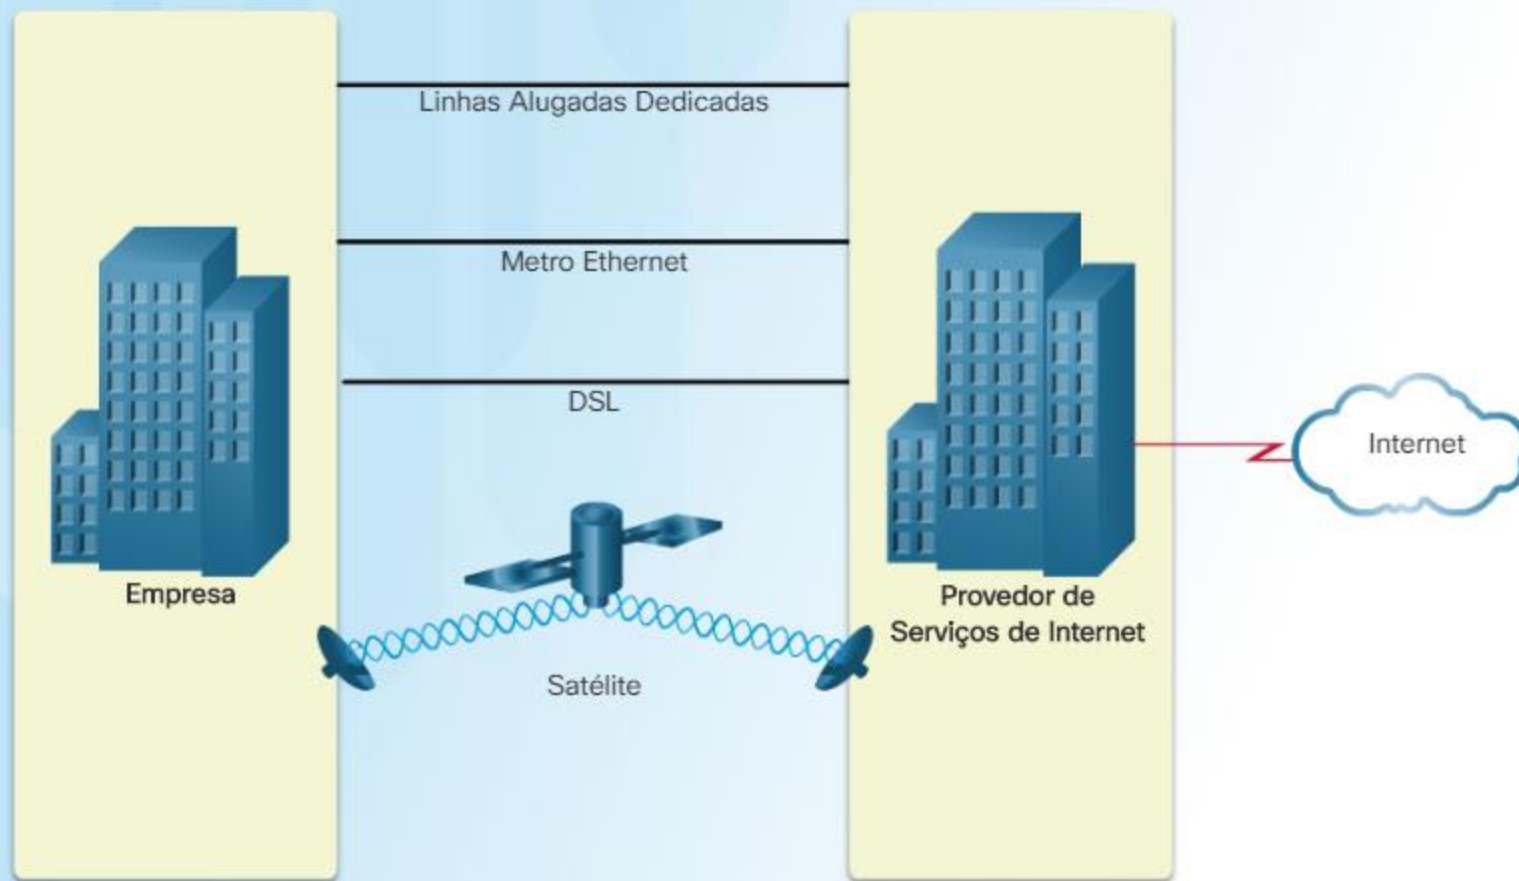 Linhas Alugadas Dedicadas
Metro Ethernet
DSL
Internet
Empresa
Provedor de
Serviços de Internet
Satélite